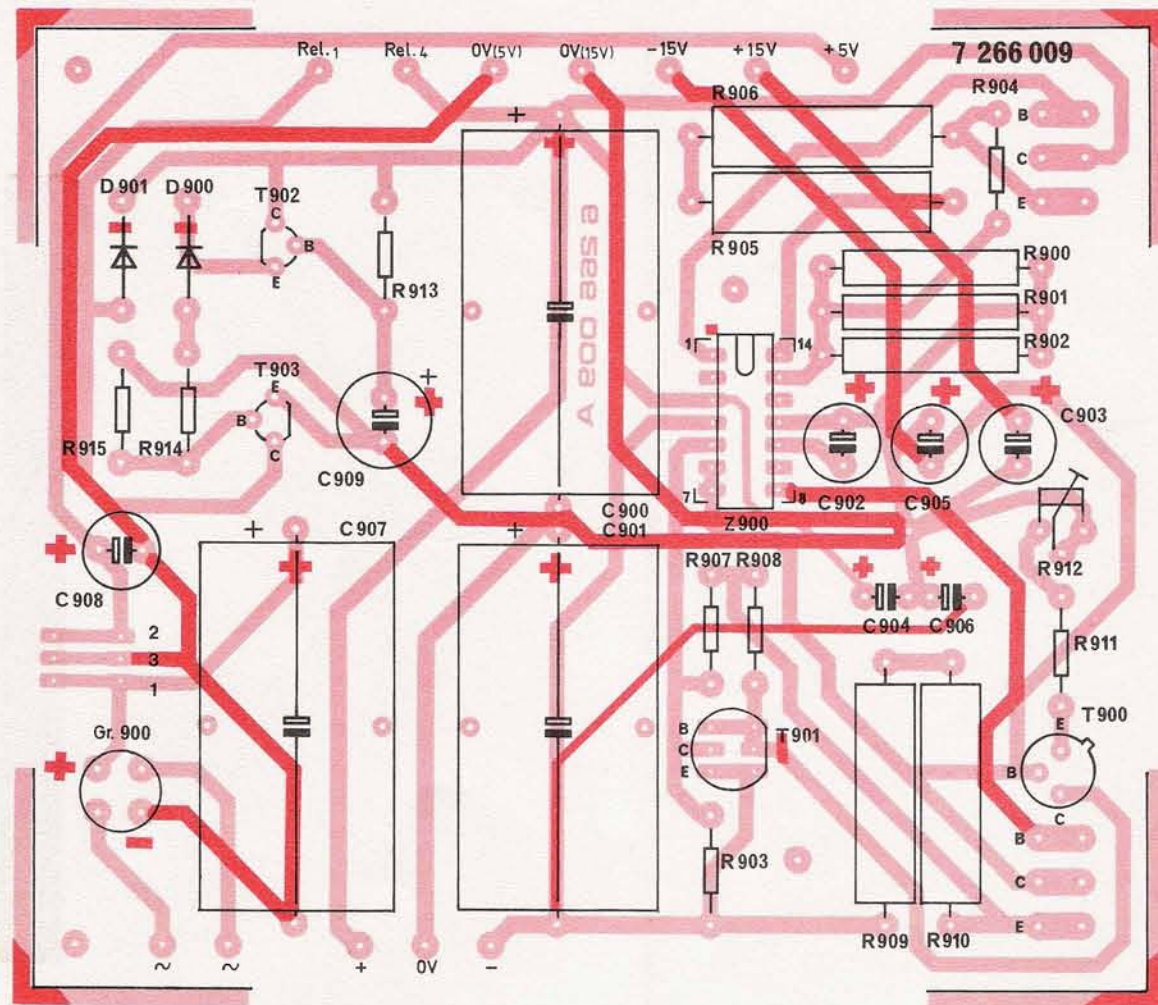 Rel.1 Rel.4 0V(5V) 0V(15V) -15V +15V +5V
7 266 009
R906
R904
B
C
E
+
D901 D900 T902
C
B
E
R913
R905
R900
R901
R902
6 266 009 A
1 14
T903
E
B
C
+
C903
R915 R914
C909
7 8
C902 C905
C900
C901
Z900
+
C907
+
R907 R908
R912
C908
C904 C906
R911
2
3
1
Gr.900
T900
E
B
C
B
C
E
T901
R903
B
C
E
R909 R910
~ ~ + 0V -